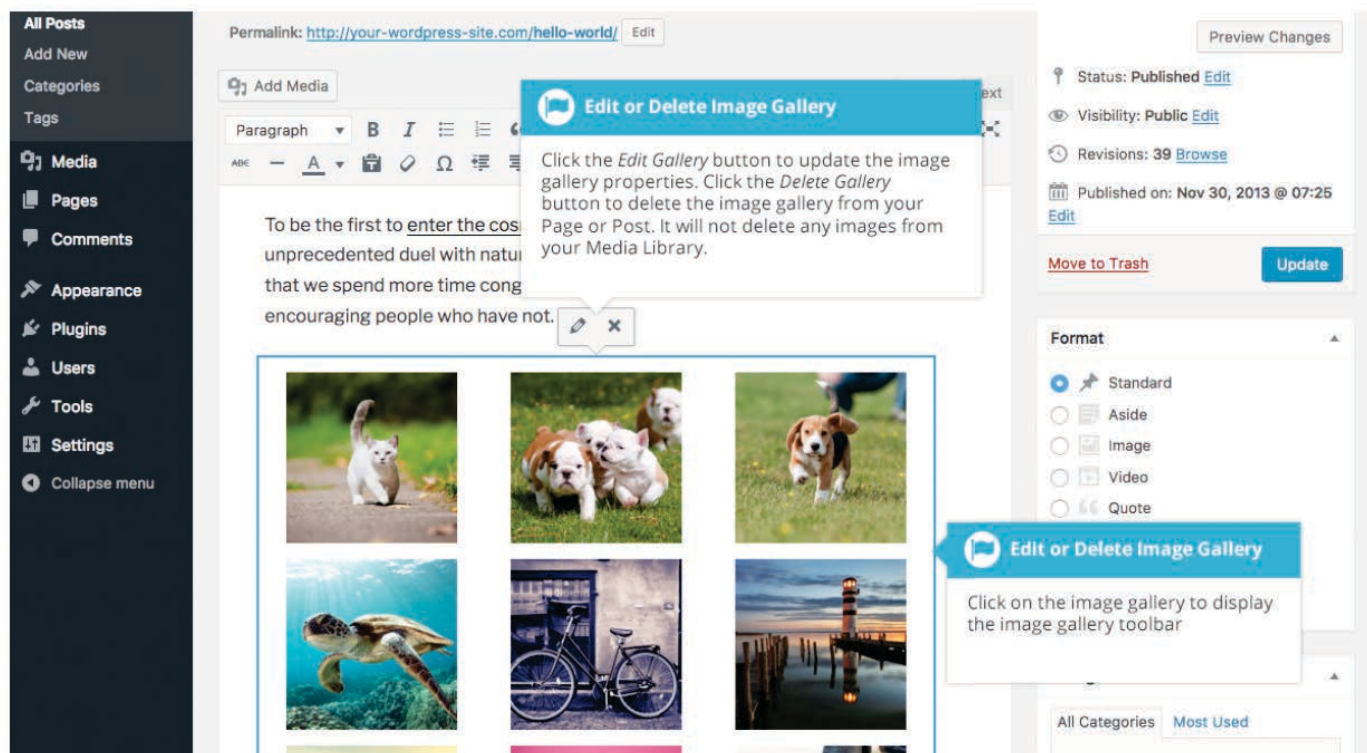 All Posts
Add New
Categories
Tags
Media
Pages
Comments
Appearance
Plugins
Users
Tools
Settings
Collapse menu
Permalink: http://your-wordpress-site.com/hello-world/ Edit
Add Media
ext
Paragraph B I
ABC A Ω
Edit or Delete Image Gallery
Click the Edit Gallery button to update the image
gallery properties. Click the Delete Gallery
button to delete the image gallery from your
Page or Post. It will not delete any images from
your Media Library.
To be the first to enter the cos
unprecedented duel with natur
that we spend more time cong
encouraging people who have not.
Preview Changes
Status: Published Edit
Visibility: Public Edit
Revisions: 39 Browse
Published on: Nov 30, 2013 @ 07:25
Edit
Move to Trash Update
Format
Standard
Aside
Image
Video
Quote
Edit or Delete Image Gallery
Click on the image gallery to display
the image gallery toolbar
All Categories Most Used